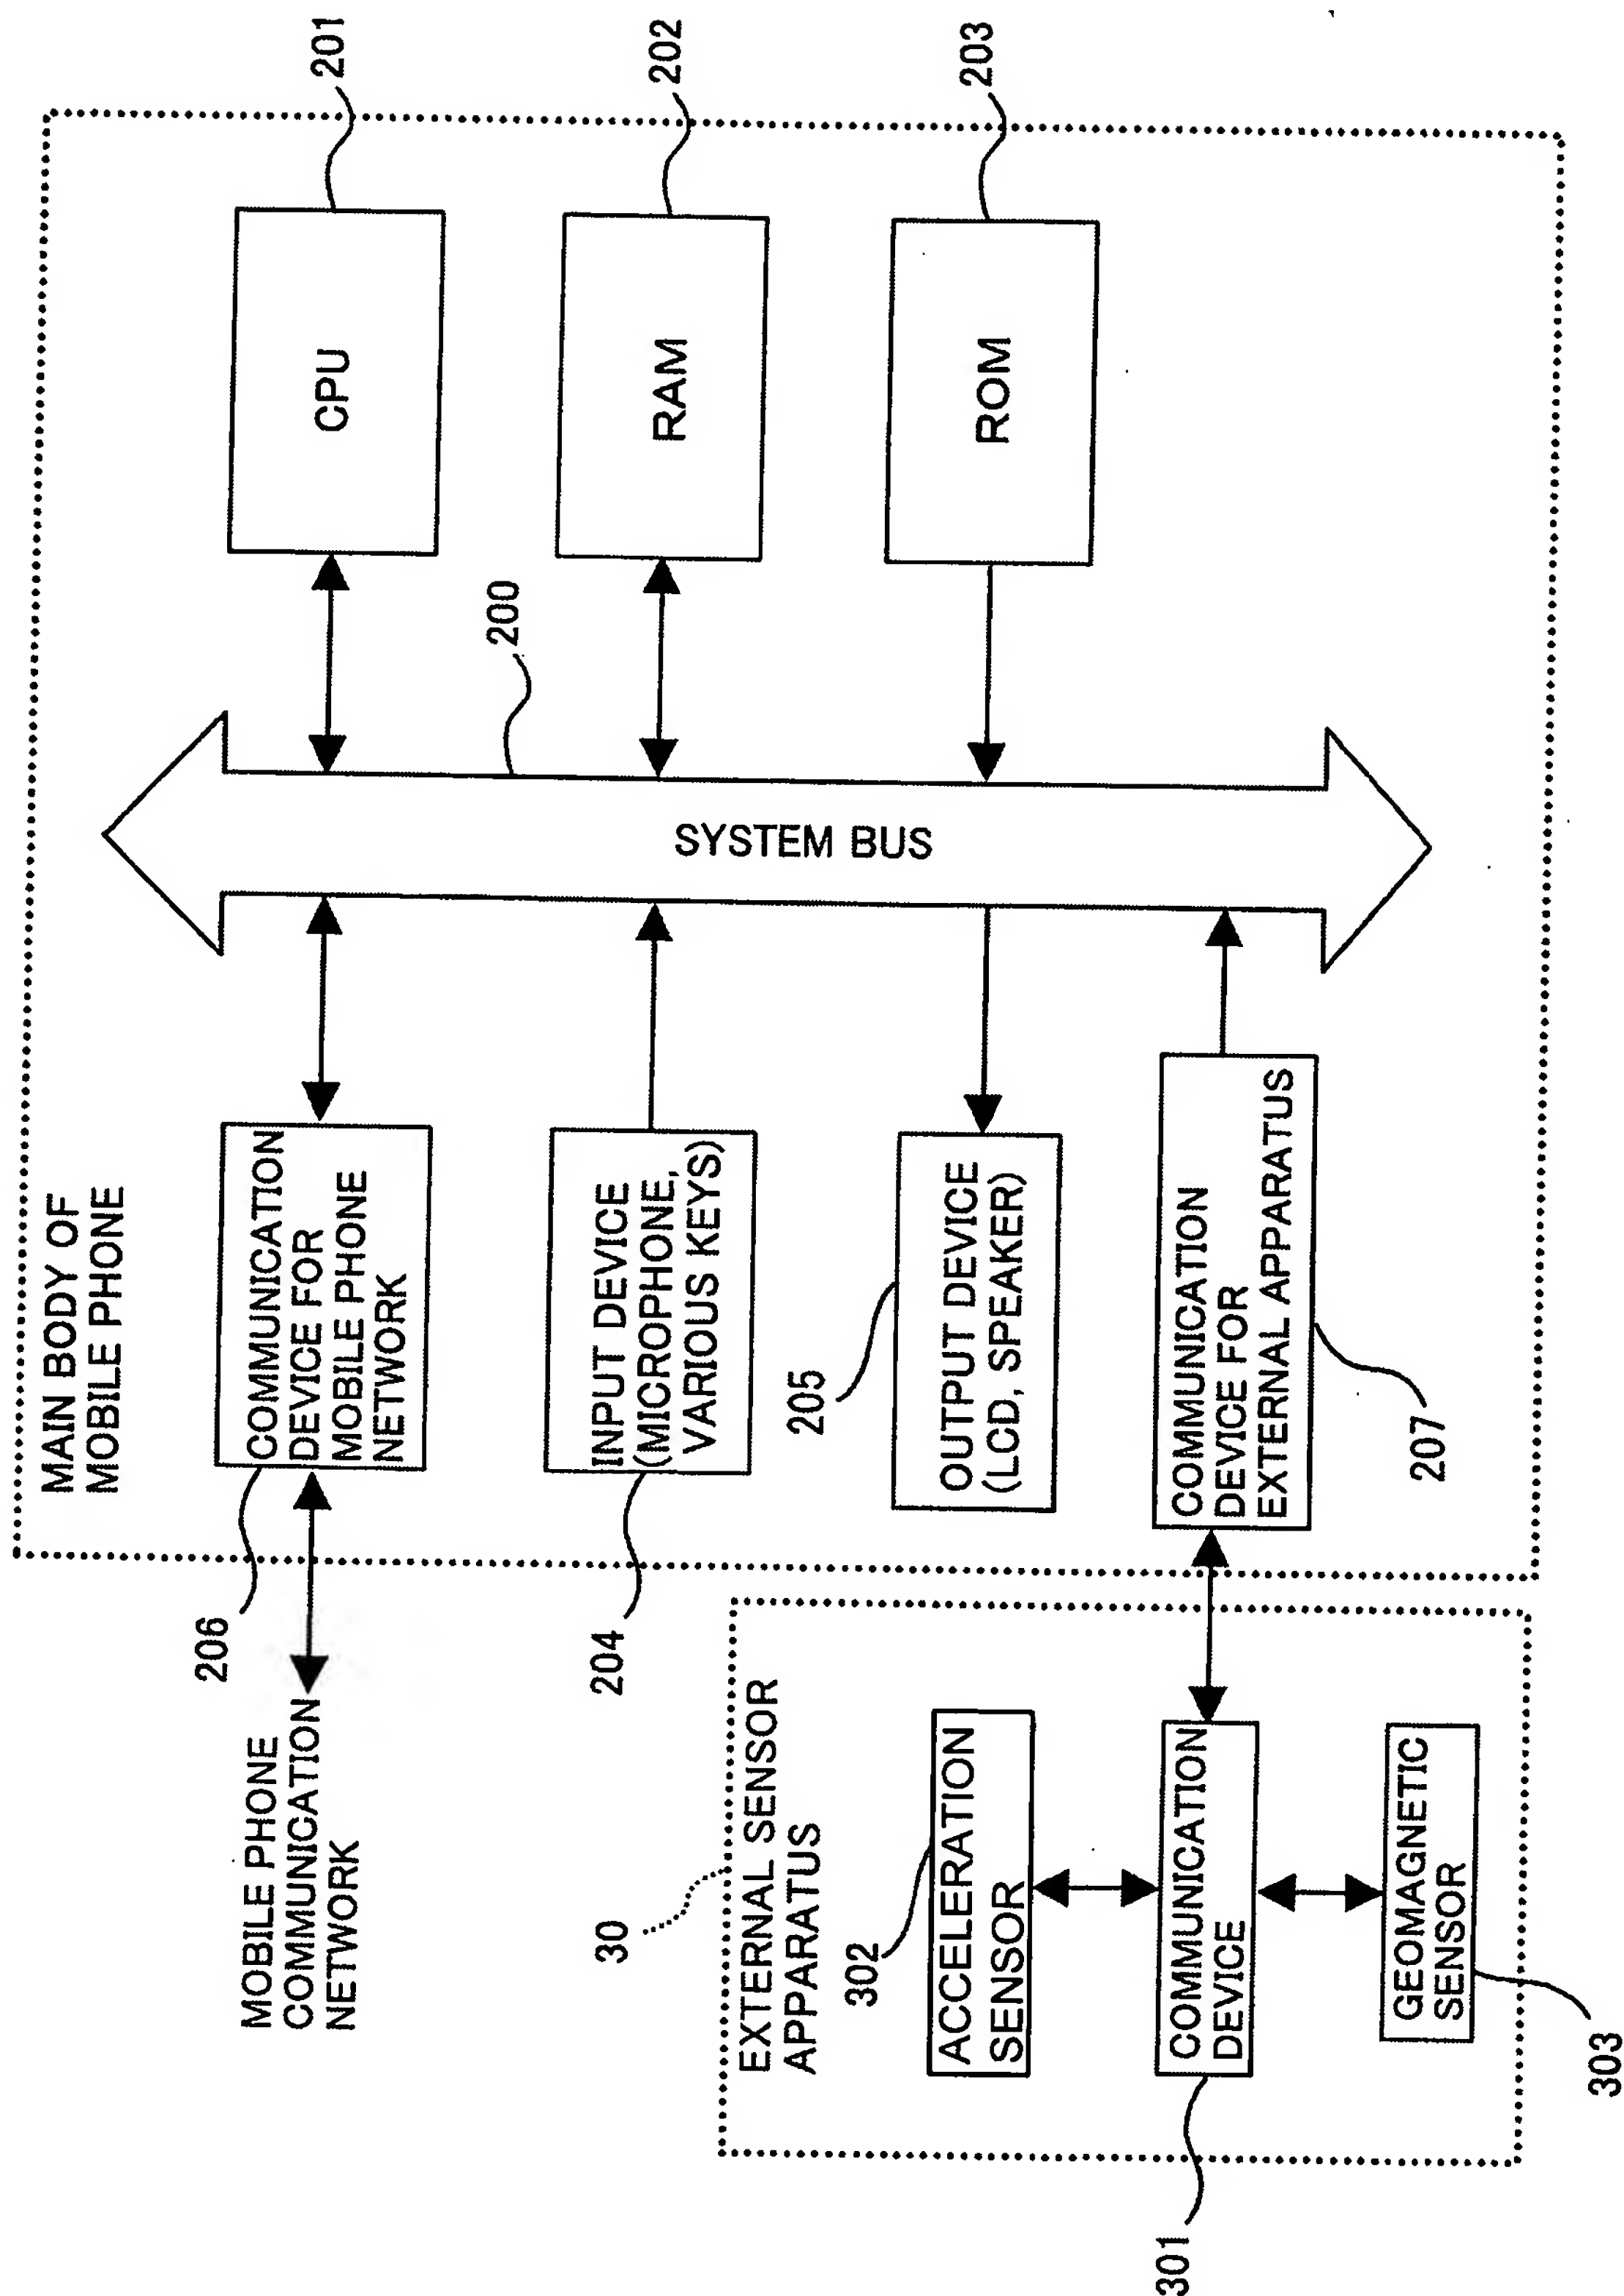 MAIN BODY OF
MOBILE PHONE
206
COMMUNICATION
DEVICE FOR
MOBILE PHONE
NETWORK
CPU
201
MOBILE PHONE
COMMUNICATION
NETWORK
200
204
INPUT DEVICE
(MICROPHONE,
VARIOUS KEYS)
SYSTEM BUS
RAM
202
30
EXTERNAL SENSOR
APPARATUS
205
OUTPUT DEVICE
(LCD, SPEAKER)
ROM
203
302
ACCELERATION
SENSOR
301
COMMUNICATION
DEVICE
COMMUNICATION
DEVICE FOR
EXTERNAL APPARATUS
207
GEOMAGNETIC
SENSOR
303